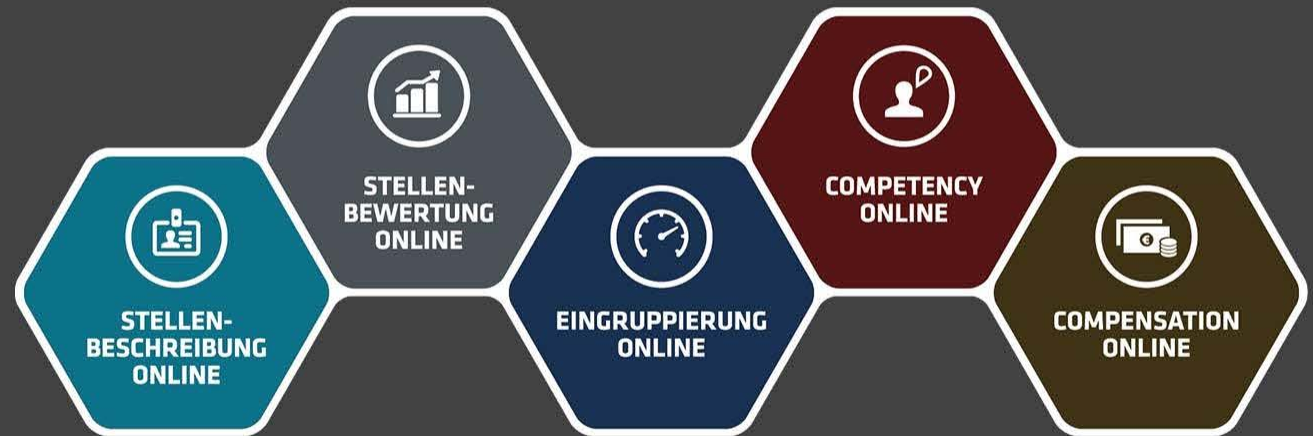 STELLEN-
BESCHREIBUNG
ONLINE
STELLEN-
BEWERTUNG
ONLINE
EINGRUPPIERUNG
ONLINE
COMPETENCY
ONLINE
COMPENSATION
ONLINE